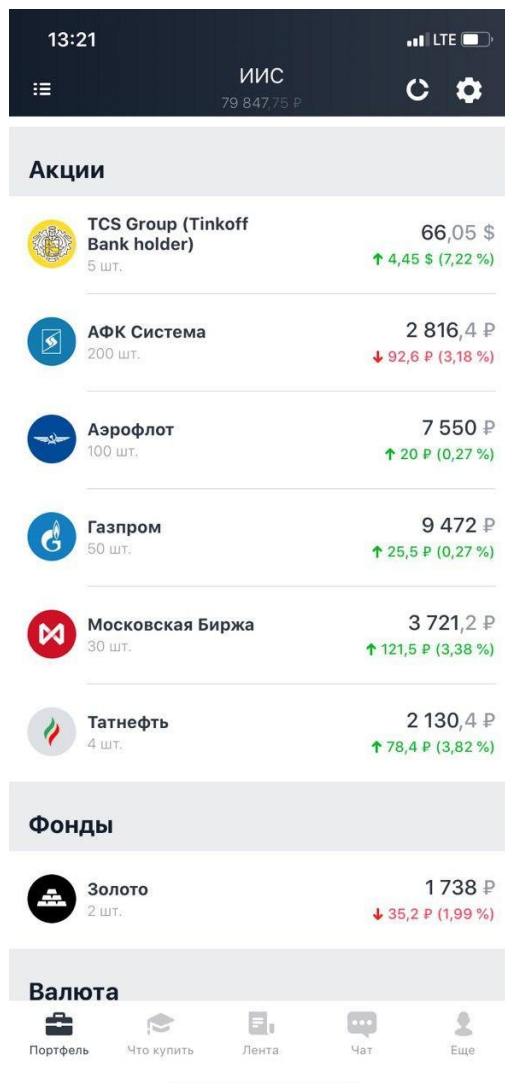 13:21
LTE
ИИС
79 847,75 ₽
Акции
TCS Group (Tinkoff
Bank holder)
5 шт.
66,05 $
↑ 4,45 $ (7,22 %)
АФК Система
200 шт.
2 816,4 ₽
↓ 92,6 ₽ (3,18 %)
Аэрофлот
100 шт.
7 550 ₽
↑ 20 ₽ (0,27 %)
Газпром
50 шт.
9 472 ₽
↑ 25,5 ₽ (0,27 %)
Московская Биржа
30 шт.
3 721,2 ₽
↑ 121,5 ₽ (3,38 %)
Татнефть
4 шт.
2 130,4 ₽
↑ 78,4 ₽ (3,82 %)
Фонды
Золото
2 шт.
1 738 ₽
↓ 35,2 ₽ (1,99 %)
Валюта
Портфель
Что купить
Лента
Чат
Еще